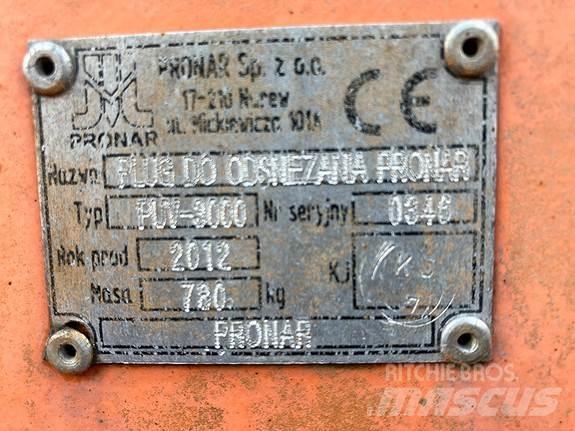 PRONAR Sp. z o.o.
17-210 Narew
ul. Mickiewicza 101A
CE
PRONAR
Nazwa PŁUG DO ODŚNIEŻANIA PRONAR
Typ PUV-3000 Nr seryjny 0346
Rok prod 2012
KJ
Masa 780 kg
PRONAR
RITCHIE BROS.
mascus